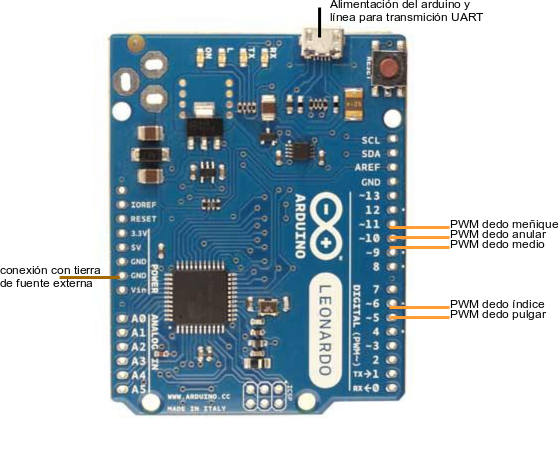 Alimentación del arduino y
línea para transmición UART
ON
L
TX
RX
RESET
SCL
SDA
AREF
GND
~13
12
~11
PWM dedo meñique
~10
PWM dedo anular
~9
PWM dedo medio
8
IOREF
RESET
3.3V
5V
GND
GND
Vin
POWER
conexión con tierra
de fuente externa
ARDUINO
LEONARDO
DIGITAL (PWM~)
7
~6
PWM dedo índice
~5
PWM dedo pulgar
4
~3
2
TX→1
RX←0
ANALOG IN
A0
A1
A2
A3
A4
A5
ICSP
WWW.ARDUINO.CC
MADE IN ITALY